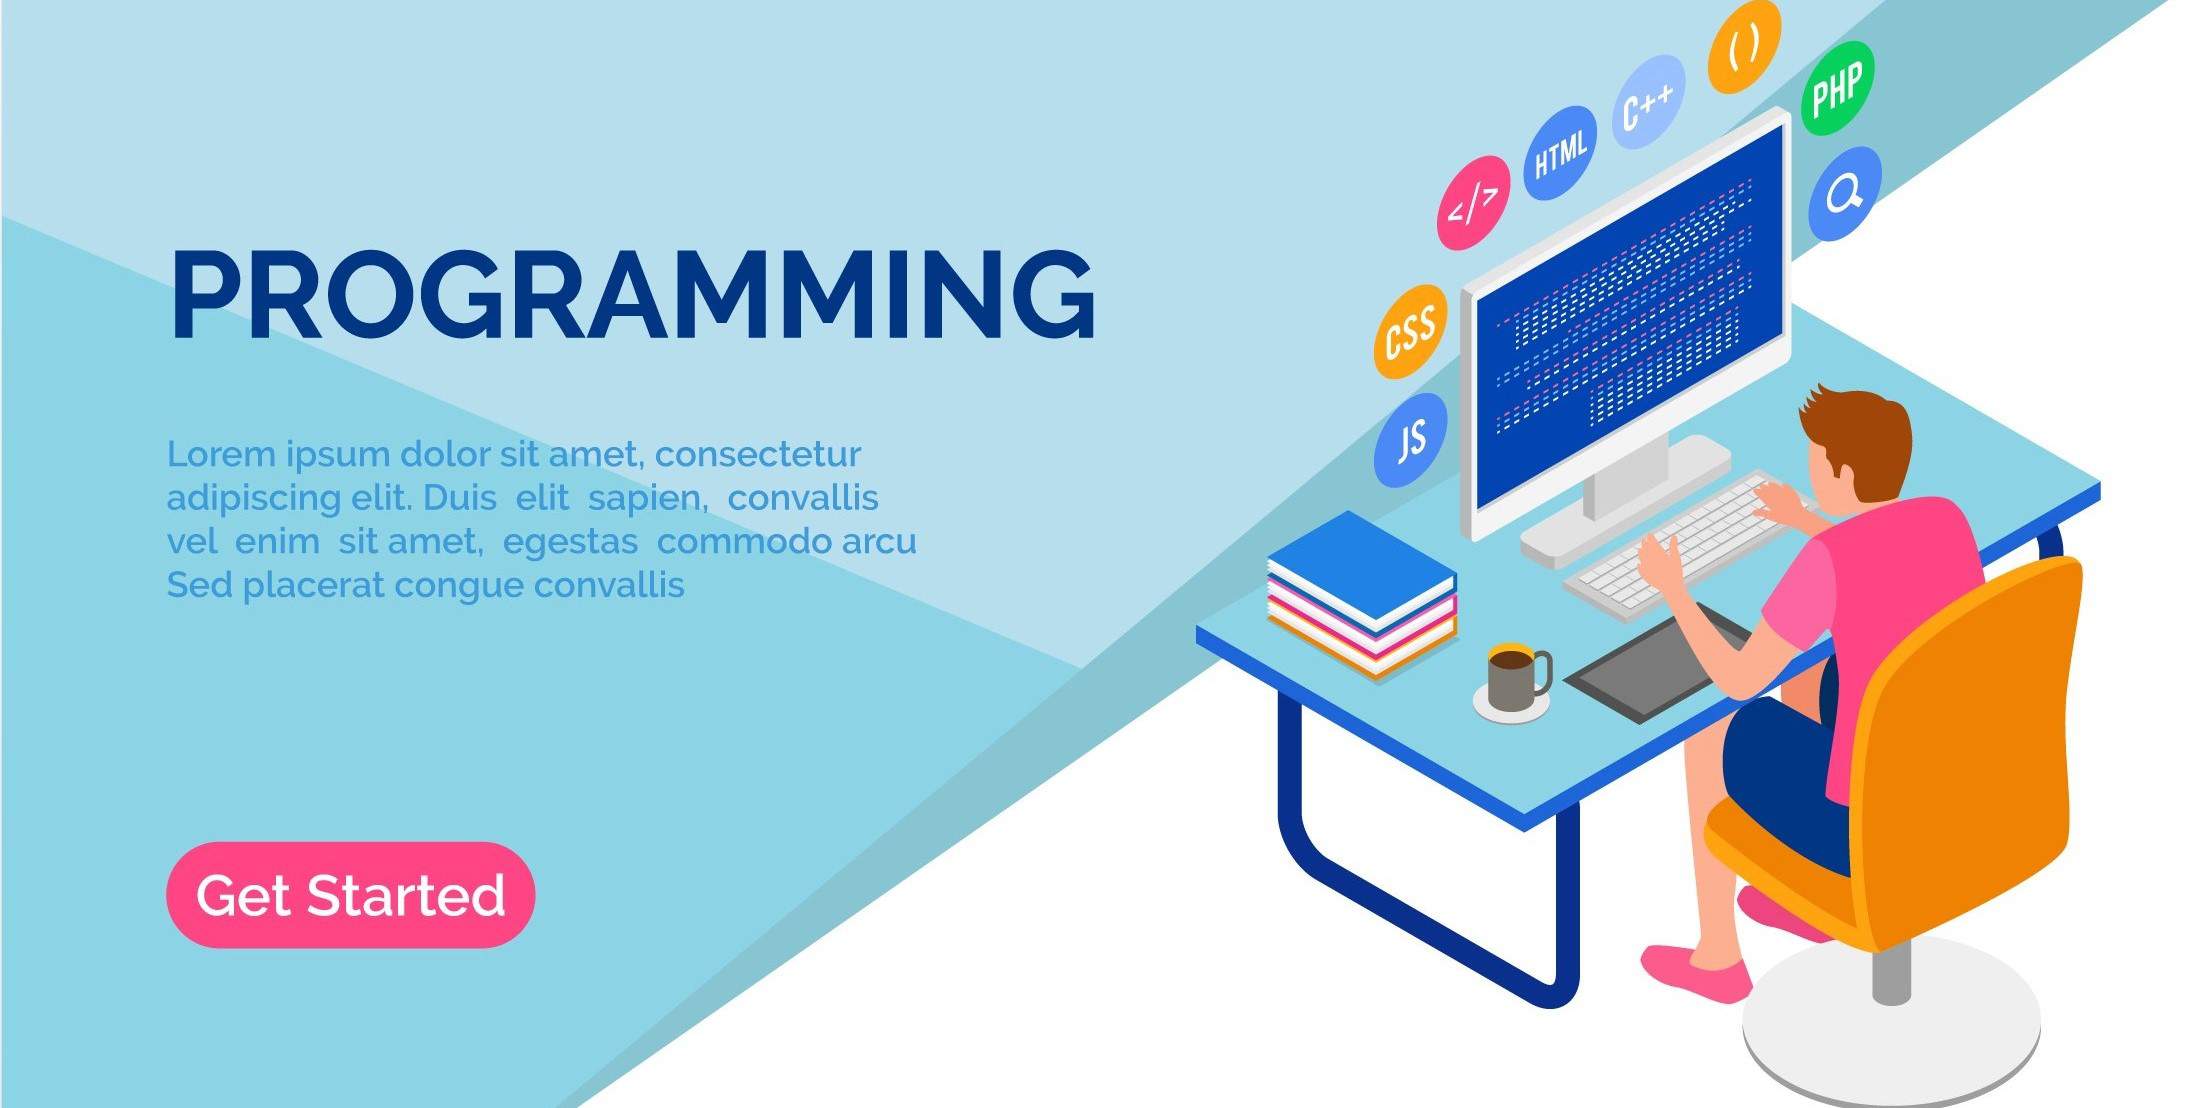 PROGRAMMING
Lorem ipsum dolor sit amet, consectetur
adipiscing elit. Duis elit sapien, convallis
vel enim sit amet, egestas commodo arcu
Sed placerat congue convallis
Get Started
JS
CSS
</>
HTML
C++
( )
PHP